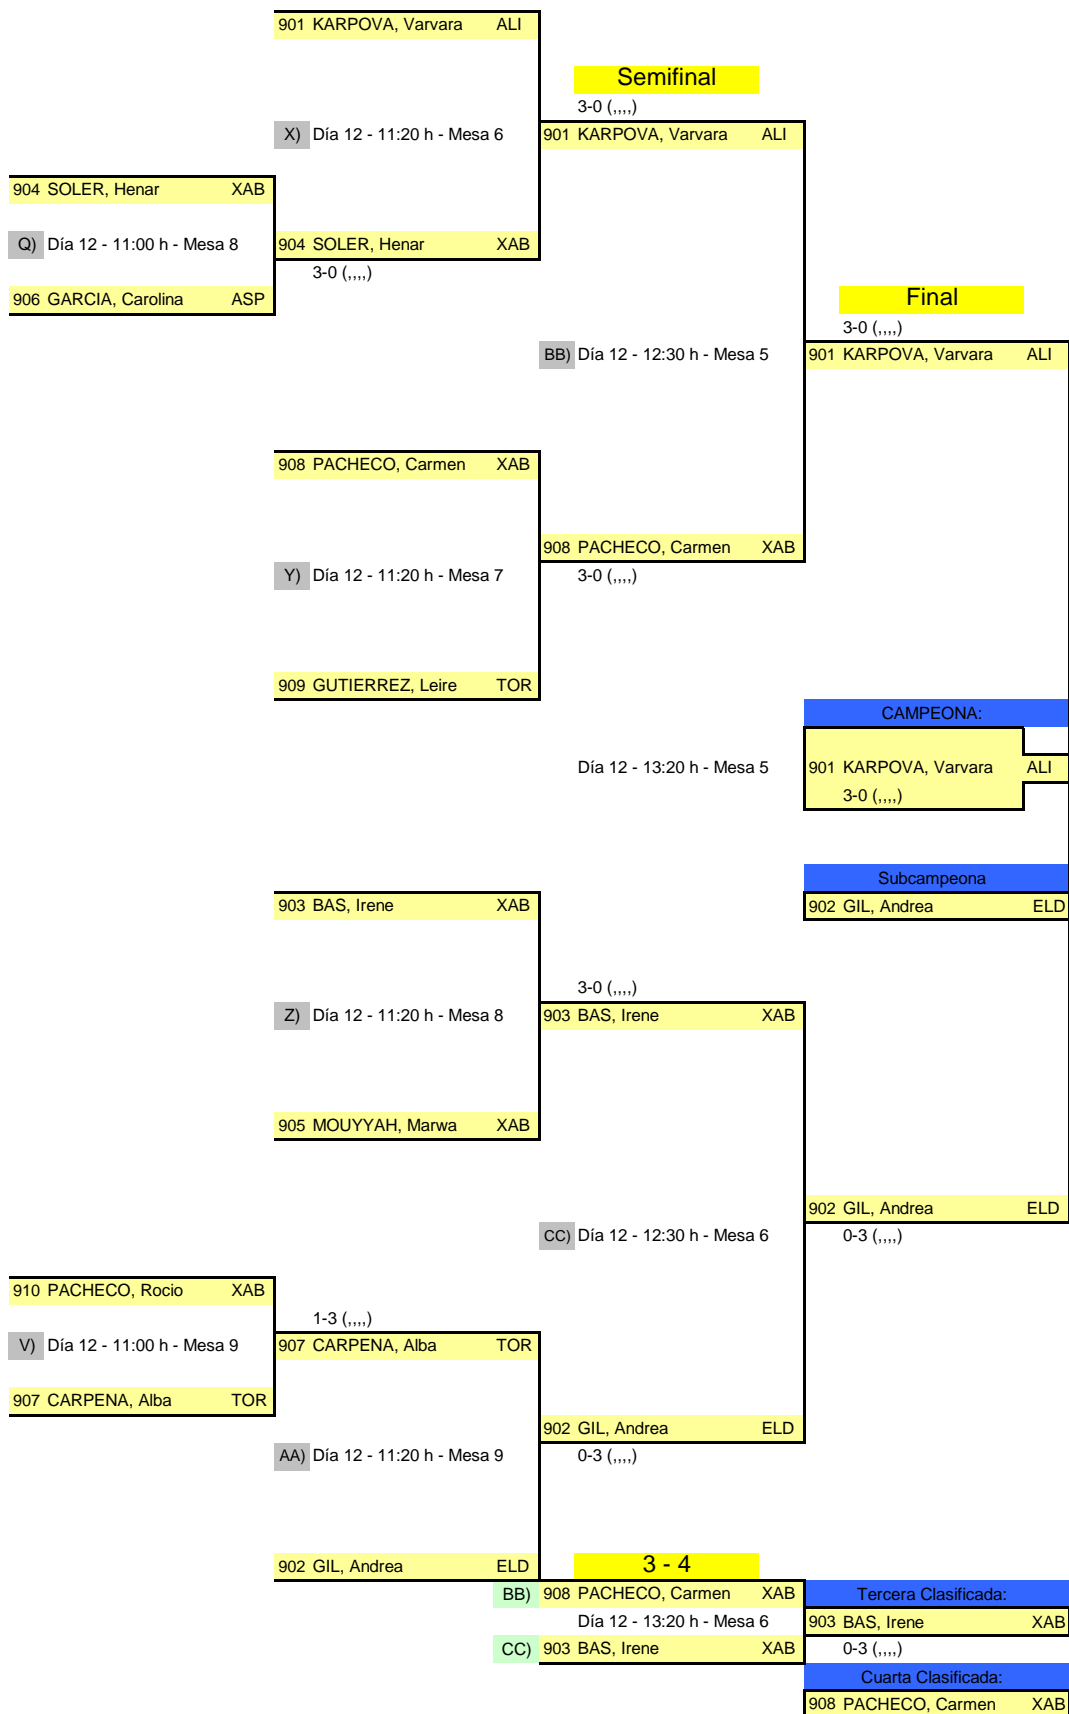 901 KARPOVA, Varvara ALI
Semifinal
3-0 (,,,,)
X) Día 12 - 11:20 h - Mesa 6
901 KARPOVA, Varvara ALI
904 SOLER, Henar XAB
Q) Día 12 - 11:00 h - Mesa 8
904 SOLER, Henar XAB
3-0 (,,,,)
906 GARCIA, Carolina ASP
Final
3-0 (,,,,)
BB) Día 12 - 12:30 h - Mesa 5
901 KARPOVA, Varvara ALI
908 PACHECO, Carmen XAB
908 PACHECO, Carmen XAB
Y) Día 12 - 11:20 h - Mesa 7
3-0 (,,,,)
909 GUTIERREZ, Leire TOR
CAMPEONA:
Día 12 - 13:20 h - Mesa 5
901 KARPOVA, Varvara ALI
3-0 (,,,,)
Subcampeona
903 BAS, Irene XAB
902 GIL, Andrea ELD
3-0 (,,,,)
Z) Día 12 - 11:20 h - Mesa 8
903 BAS, Irene XAB
905 MOUYYAH, Marwa XAB
902 GIL, Andrea ELD
CC) Día 12 - 12:30 h - Mesa 6
0-3 (,,,,)
910 PACHECO, Rocio XAB
1-3 (,,,,)
V) Día 12 - 11:00 h - Mesa 9
907 CARPENA, Alba TOR
907 CARPENA, Alba TOR
902 GIL, Andrea ELD
AA) Día 12 - 11:20 h - Mesa 9
0-3 (,,,,)
902 GIL, Andrea ELD
3 - 4
BB) 908 PACHECO, Carmen XAB
Tercera Clasificada:
Día 12 - 13:20 h - Mesa 6
903 BAS, Irene XAB
CC) 903 BAS, Irene XAB
0-3 (,,,,)
Cuarta Clasificada:
908 PACHECO, Carmen XAB